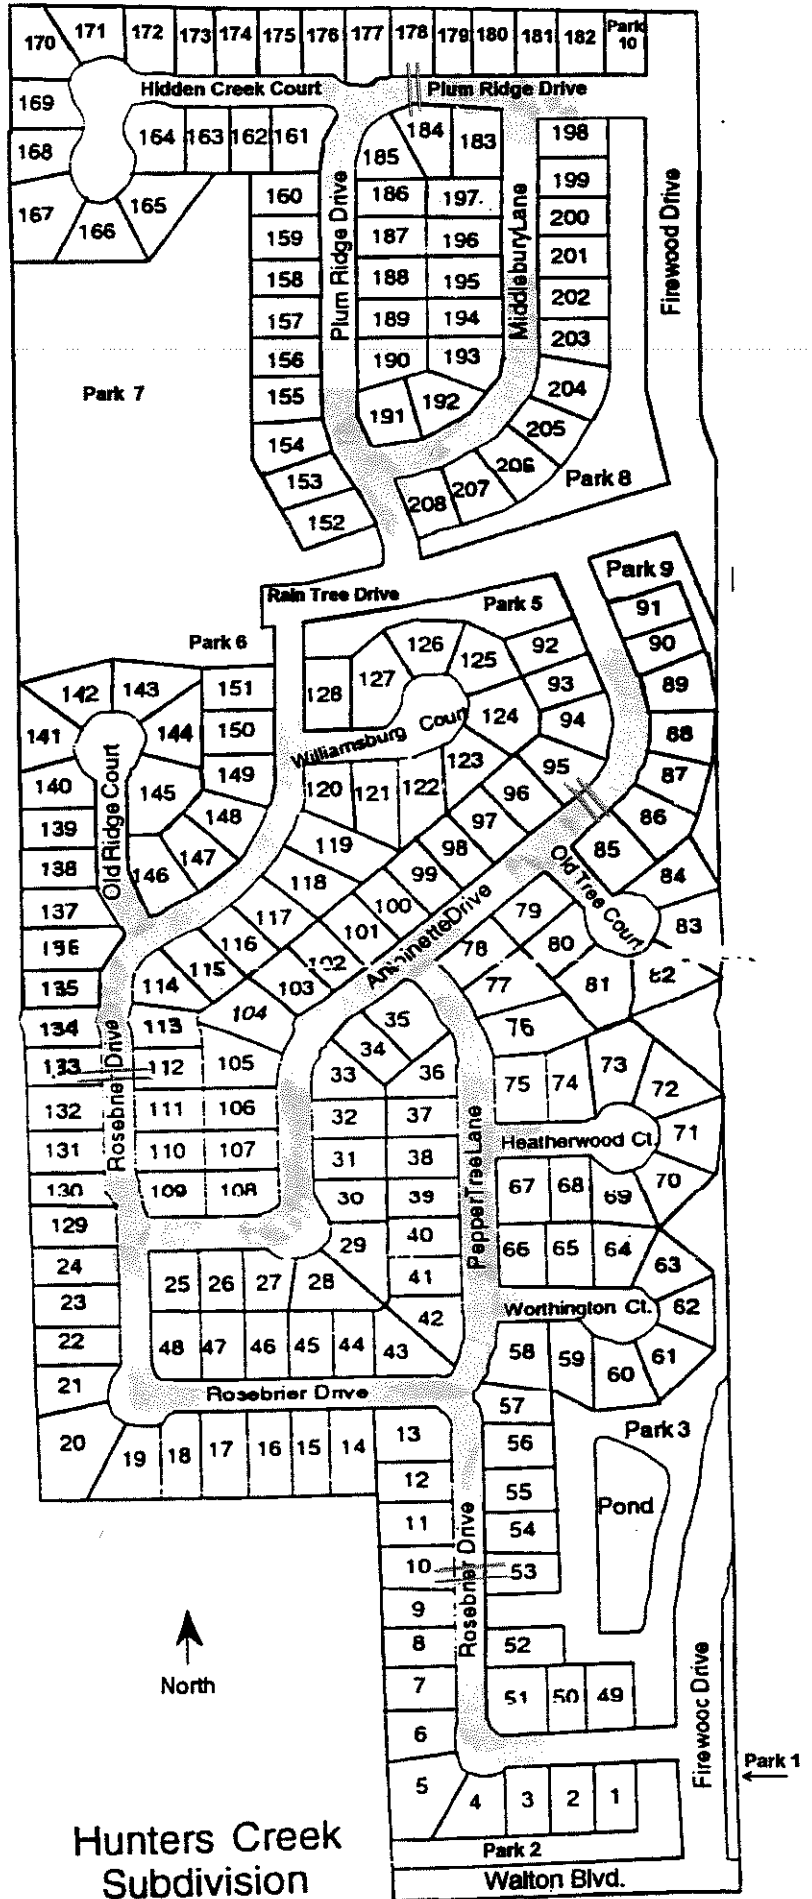 170 171 172 173 174 175 176 177 178 179 180 181 182 Park 10
Hidden Creek Court Plum Ridge Drive
169 164 163 162 161 185 184 183 198
168
167 166 165
160 186 197 199
159 187 196 200
158 188 195 201
157 189 194 202
156 190 193 203
155 191 192 204
154 205
153 208 207 206
152
Plum Ridge Drive
Middlebury Lane
Firewood Drive
Park 7
Park 8
Park 9
Rain Tree Drive
Park 5
91
90
89
88
87
86
Park 6
126
127 125 92
128 93
124 94
Williamsburg Court
120 121 122 123 95
96
97
98
99
100
101
102
103
104
142 143 151
141 144 150
140 145 149
139 148
138 147
137 146
136
135
134
133
132
131
130
129
Old Ridge Court
119
118
117
116
115
114
113
112 105
111 106
110 107
109 108
Rosebrier Drive
Antoinette Drive
Old Tree Court
85
84
83
82
81
80
79
78
77
76
35
34
33 36
32 37
31 38
30 39
29 40
41
42
43
Pepper Tree Lane
75 74 73 72
71
Heatherwood Ct.
67 68 69 70
66 65 64 63
Worthington Ct. 62
58 59 60 61
57
24
23
22
21
20
25 26 27 28
48 47 46 45 44
Rosebrier Drive
19 18 17 16 15 14 13
12
11
10
9
8
7
6
5
56
55
54
53
52
51 50 49
Park 3
Pond
Rosebrier Drive
Firewood Drive
Park 1
4 3 2 1
Park 2
Walton Blvd.
North
Hunters Creek
Subdivision